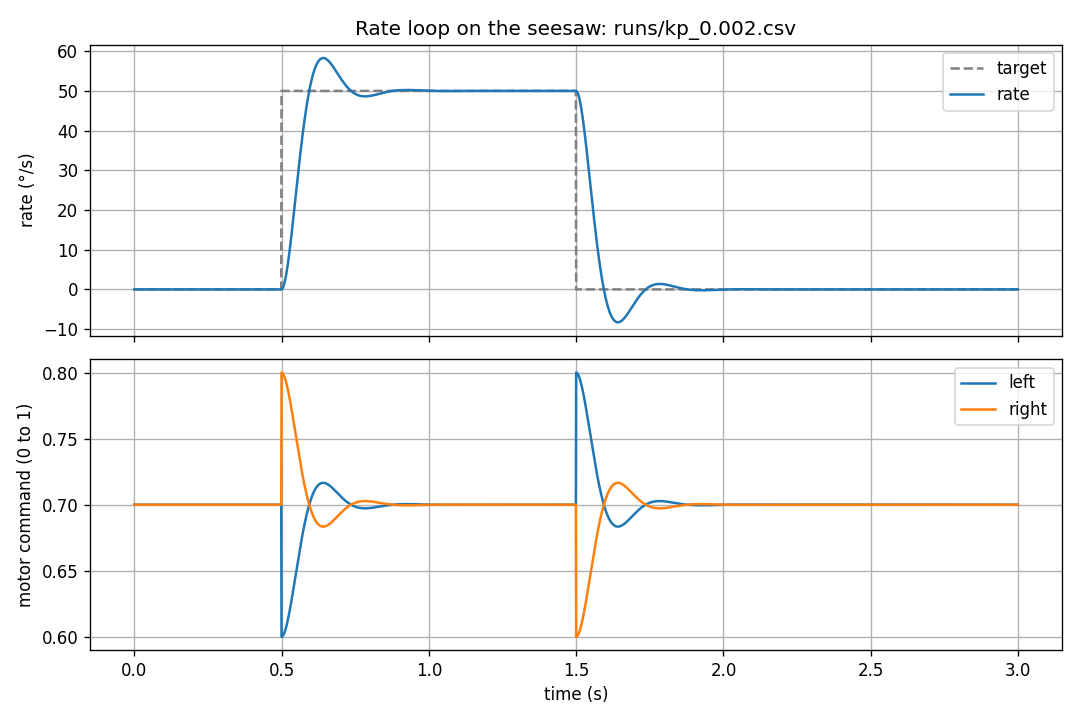 Rate loop on the seesaw: runs/kp_0.002.csv
60
50
40
30
20
10
0
−10
rate (°/s)
target
rate
0.80
0.75
0.70
0.65
0.60
motor command (0 to 1)
left
right
0.0 0.5 1.0 1.5 2.0 2.5 3.0
time (s)